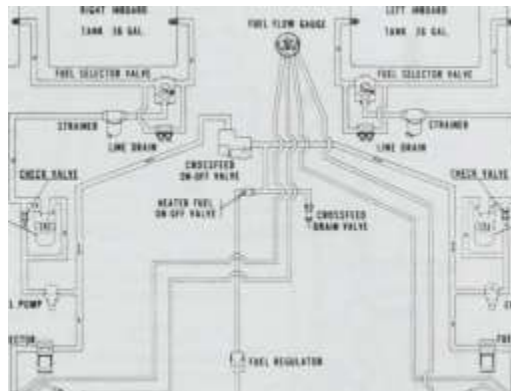 RIGHT INBOARD
TANK 36 GAL.
FUEL FLOW GAUGE
LEFT INBOARD
TANK 36 GAL.
FUEL SELECTOR VALVE
FUEL SELECTOR VALVE
STRAINER
LINE DRAIN
LINE DRAIN
STRAINER
CROSSFEED
ON-OFF VALVE
CHECK VALVE
CHECK VALVE
HEATER FUEL
ON-OFF VALVE
CROSSFEED
DRAIN VALVE
PUMP
FUEL REGULATOR